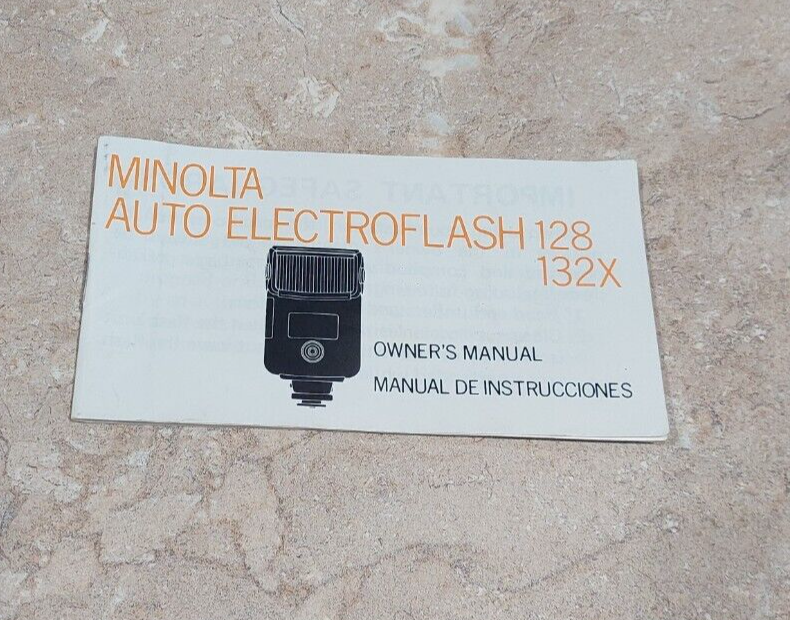 MINOLTA
AUTO ELECTROFLASH 128
132X
OWNER'S MANUAL
MANUAL DE INSTRUCCIONES